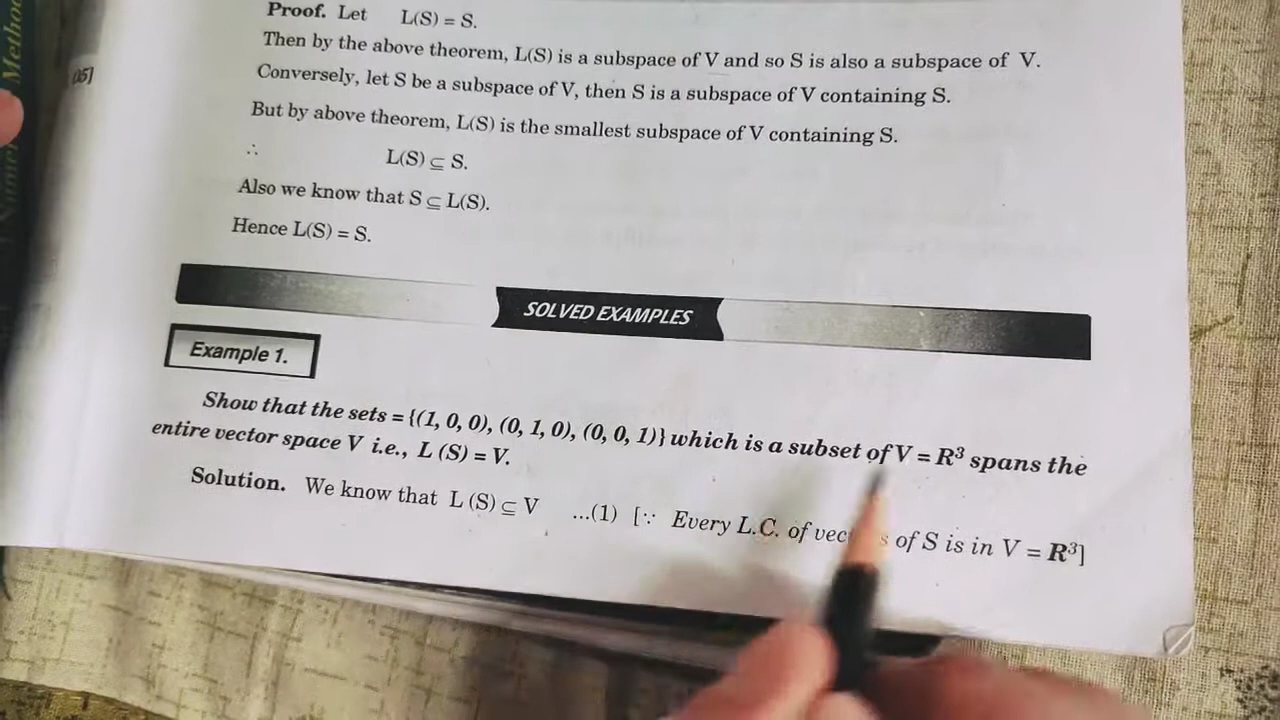 Method
05]
Proof. Let L(S) = S.
Then by the above theorem, L(S) is a subspace of V and so S is also a subspace of V.
Conversely, let S be a subspace of V, then S is a subspace of V containing S.
But by above theorem, L(S) is the smallest subspace of V containing S.
∴ L(S) ⊆ S.
Also we know that S ⊆ L(S).
Hence L(S) = S.
SOLVED EXAMPLES
Example 1.
Show that the sets = {(1, 0, 0), (0, 1, 0), (0, 0, 1)} which is a subset of V = R³ spans the
entire vector space V i.e., L (S) = V.
Solution. We know that L (S) ⊆ V ...(1) [∵ Every L.C. of of S is in V = R³]